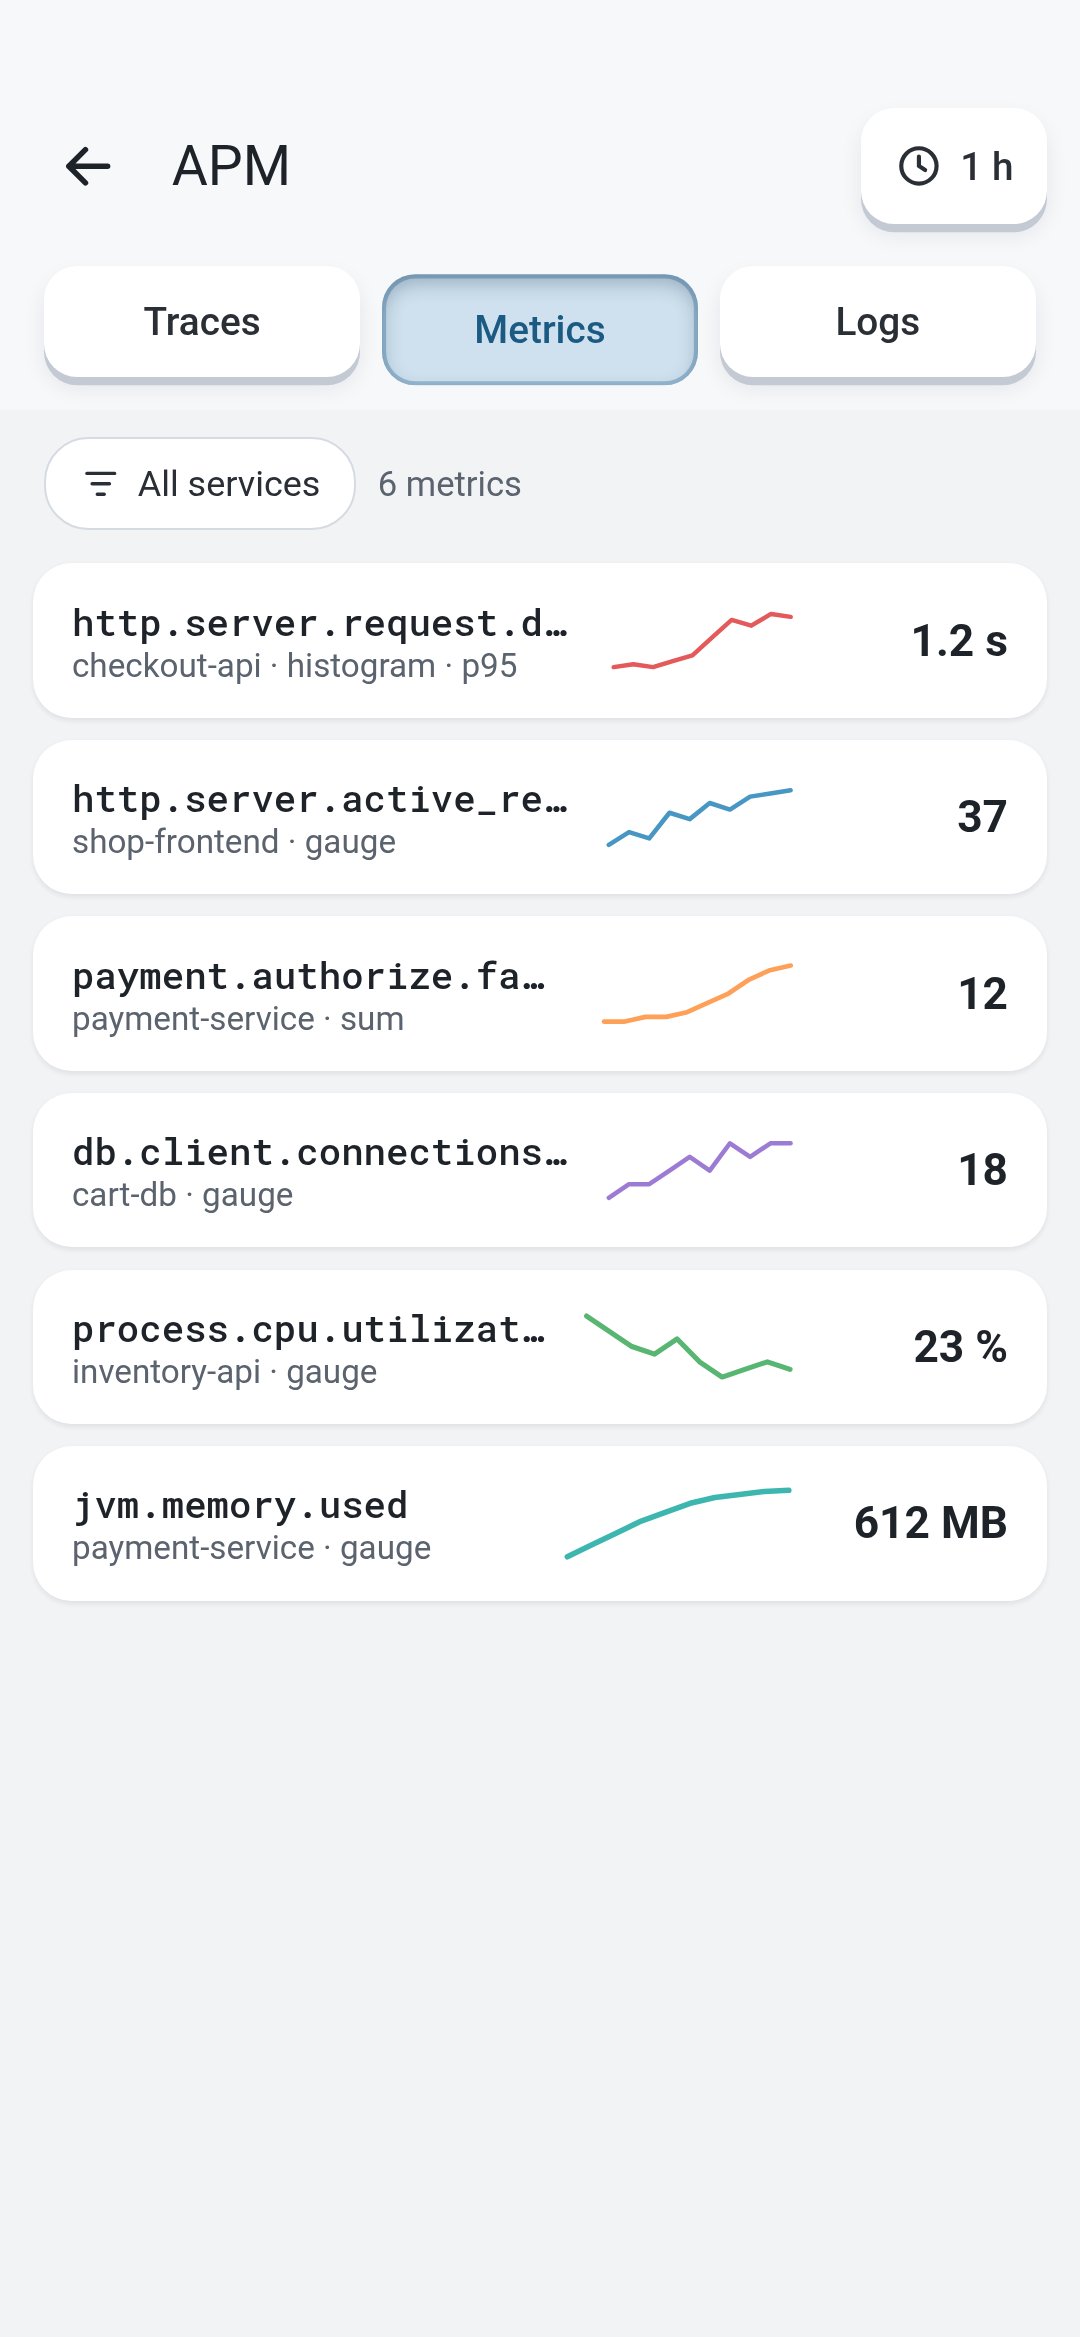 APM
1 h
Traces
Metrics
Logs
All services
6 metrics
http.server.request.d…
checkout-api · histogram · p95
1.2 s
http.server.active_re…
shop-frontend · gauge
37
payment.authorize.fa…
payment-service · sum
12
db.client.connections…
cart-db · gauge
18
process.cpu.utilizat…
inventory-api · gauge
23 %
jvm.memory.used
payment-service · gauge
612 MB